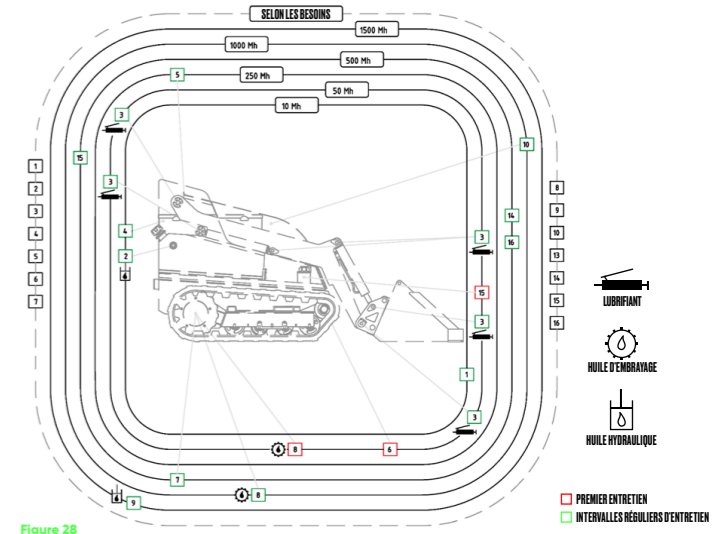 SELON LES BESOINS
1500 Mh
1000 Mh
500 Mh
250 Mh
50 Mh
10 Mh
5
3
10
15
1
2
3
4
5
6
7
3
8
9
10
13
14
15
16
14
16
4
2
3
15
3
1
3
8
6
7
8
9
LUBRIFIANT
HUILE D'EMBRAYAGE
HUILE HYDRAULIQUE
PREMIER ENTRETIEN
INTERVALLES RÉGULIERS D'ENTRETIEN
Figure 28